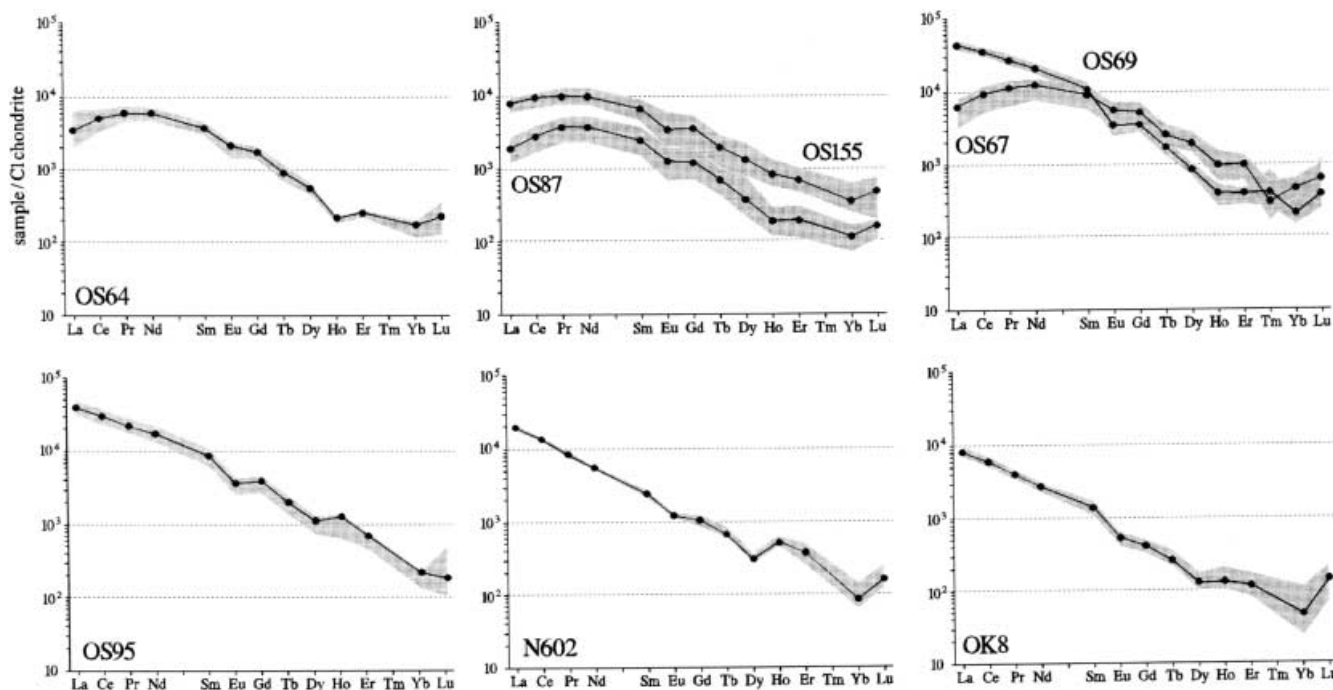 sample / Cl chondrite
10⁵
10⁴
10³
10²
10
OS64
La Ce Pr Nd Sm Eu Gd Tb Dy Ho Er Tm Yb Lu
10⁵
10⁴
10³
10²
10
OS155
OS87
La Ce Pr Nd Sm Eu Gd Tb Dy Ho Er Tm Yb Lu
10⁵
10⁴
10³
10²
10
OS69
OS67
La Ce Pr Nd Sm Eu Gd Tb Dy Ho Er Tm Yb Lu
10⁵
10⁴
10³
10²
10
OS95
La Ce Pr Nd Sm Eu Gd Tb Dy Ho Er Tm Yb Lu
10⁵
10⁴
10³
10²
10
N602
La Ce Pr Nd Sm Eu Gd Tb Dy Ho Er Tm Yb Lu
10⁵
10⁴
10³
10²
10
OK8
La Ce Pr Nd Sm Eu Gd Tb Dy Ho Er Tm Yb Lu